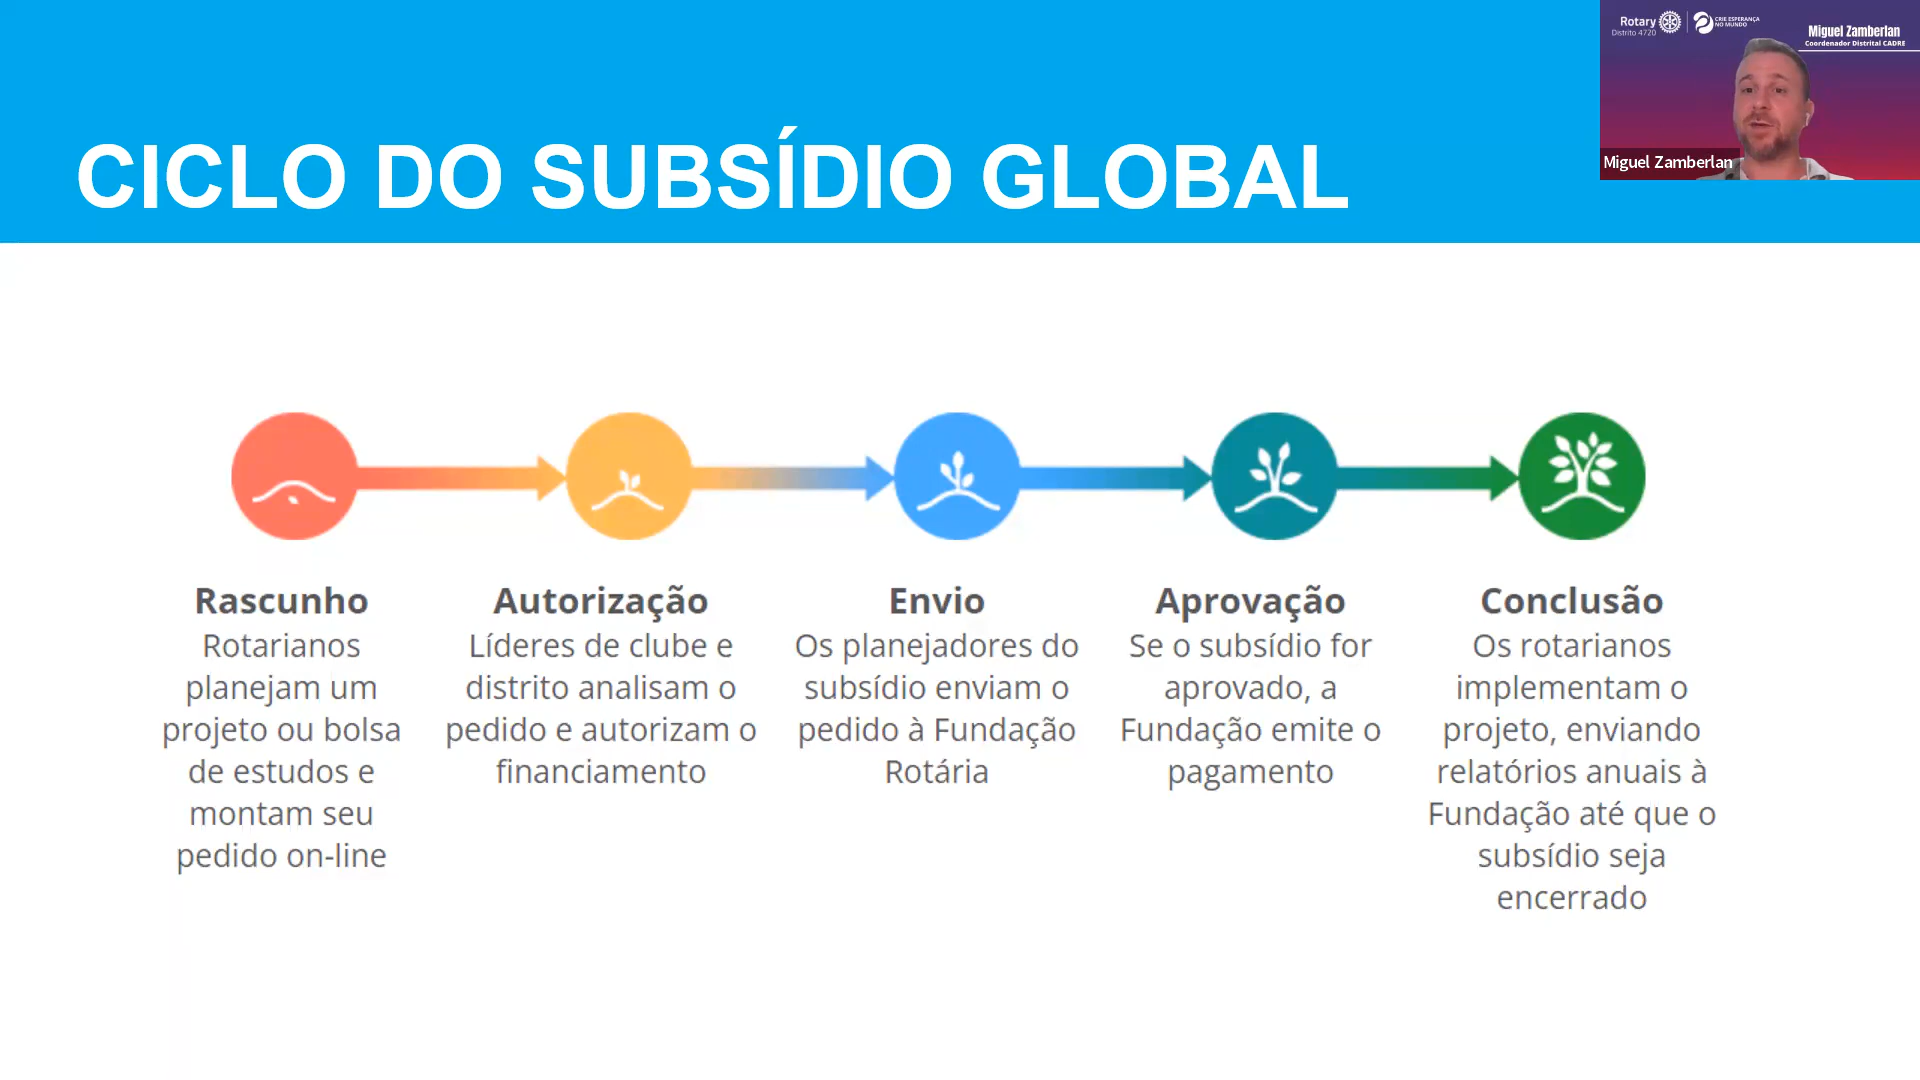 Rotary
Distrito 4720
CRIE ESPERANÇA
NO MUNDO
Miguel Zamberlan
Coordenador Distrital CADRE
Miguel Zamberlan
CICLO DO SUBSÍDIO GLOBAL
Rascunho
Rotarianos
planejam um
projeto ou bolsa
de estudos e
montam seu
pedido on-line
Autorização
Líderes de clube e
distrito analisam o
pedido e autorizam o
financiamento
Envio
Os planejadores do
subsídio enviam o
pedido à Fundação
Rotária
Aprovação
Se o subsídio for
aprovado, a
Fundação emite o
pagamento
Conclusão
Os rotarianos
implementam o
projeto, enviando
relatórios anuais à
Fundação até que o
subsídio seja
encerrado